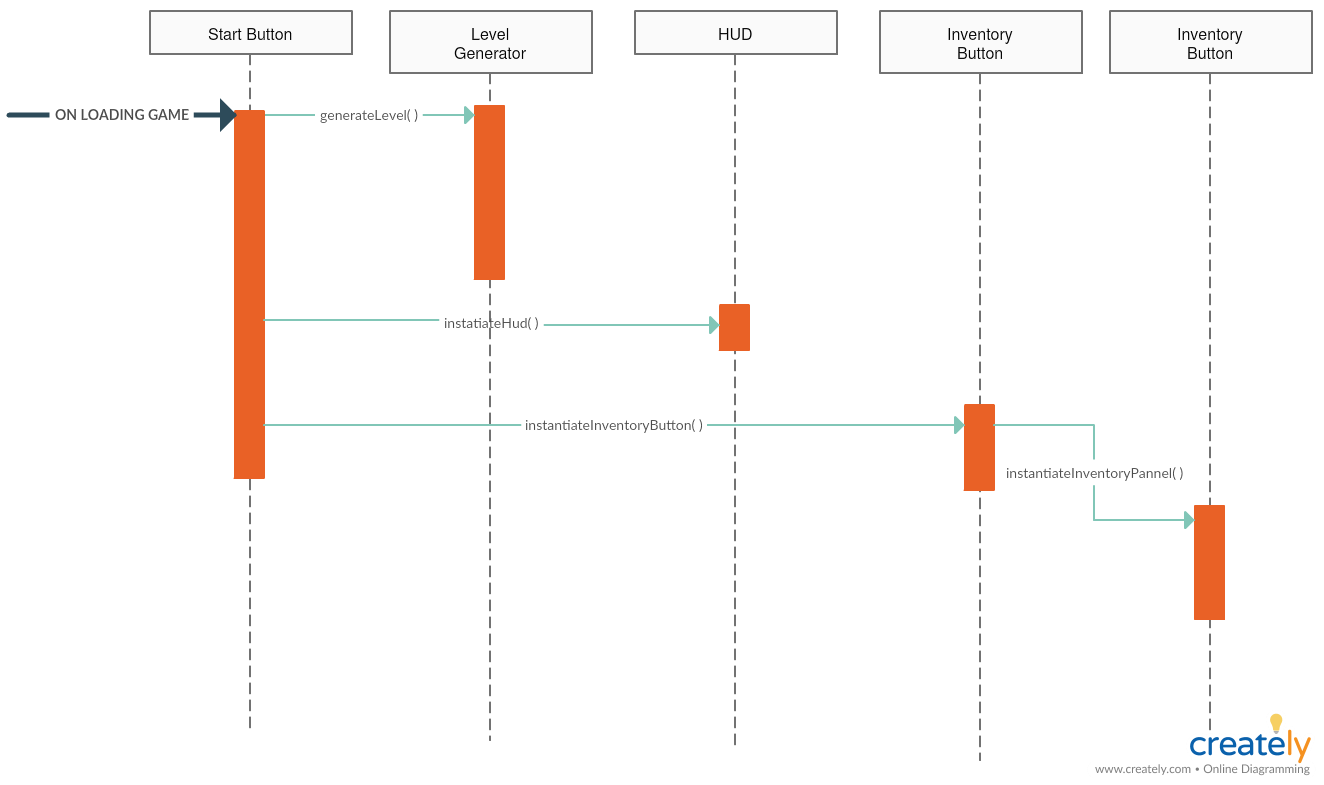 Start Button
Level
Generator
HUD
Inventory
Button
Inventory
Button
ON LOADING GAME
generateLevel( )
instatiateHud( )
instantiateInventoryButton( )
instantiateInventoryPannel( )
creately
www.creately.com • Online Diagramming